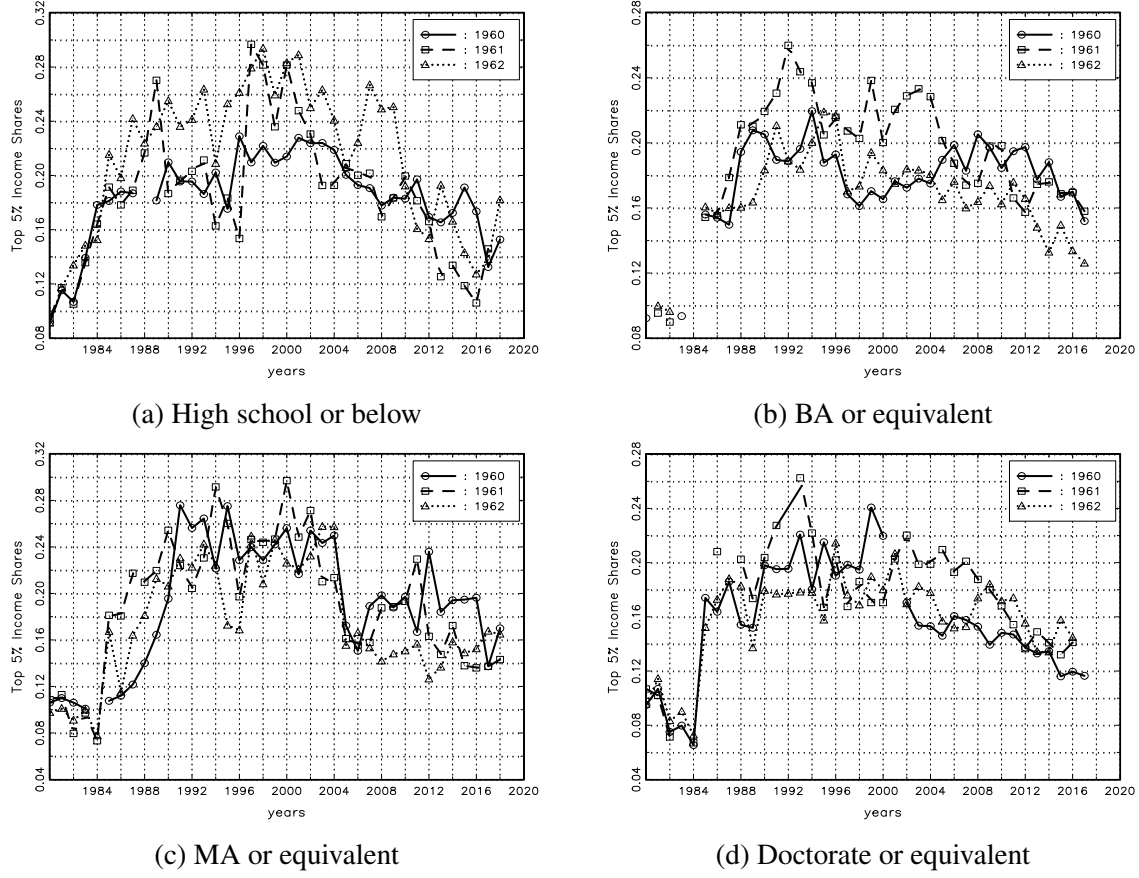 0.32
0.28
0.24
0.20
0.16
0.12
0.08
Top 5% Income Shares
: 1960
: 1961
: 1962
1984 1988 1992 1996 2000 2004 2008 2012 2016 2020
years
(a) High school or below
0.28
0.24
0.20
0.16
0.12
0.08
Top 5% Income Shares
: 1960
: 1961
: 1962
1984 1988 1992 1996 2000 2004 2008 2012 2016 2020
years
(b) BA or equivalent
0.32
0.28
0.24
0.20
0.16
0.12
0.08
0.04
Top 5% Income Shares
: 1960
: 1961
: 1962
1984 1988 1992 1996 2000 2004 2008 2012 2016 2020
years
(c) MA or equivalent
0.28
0.24
0.20
0.16
0.12
0.08
0.04
Top 5% Income Shares
: 1960
: 1961
: 1962
1984 1988 1992 1996 2000 2004 2008 2012 2016 2020
years
(d) Doctorate or equivalent